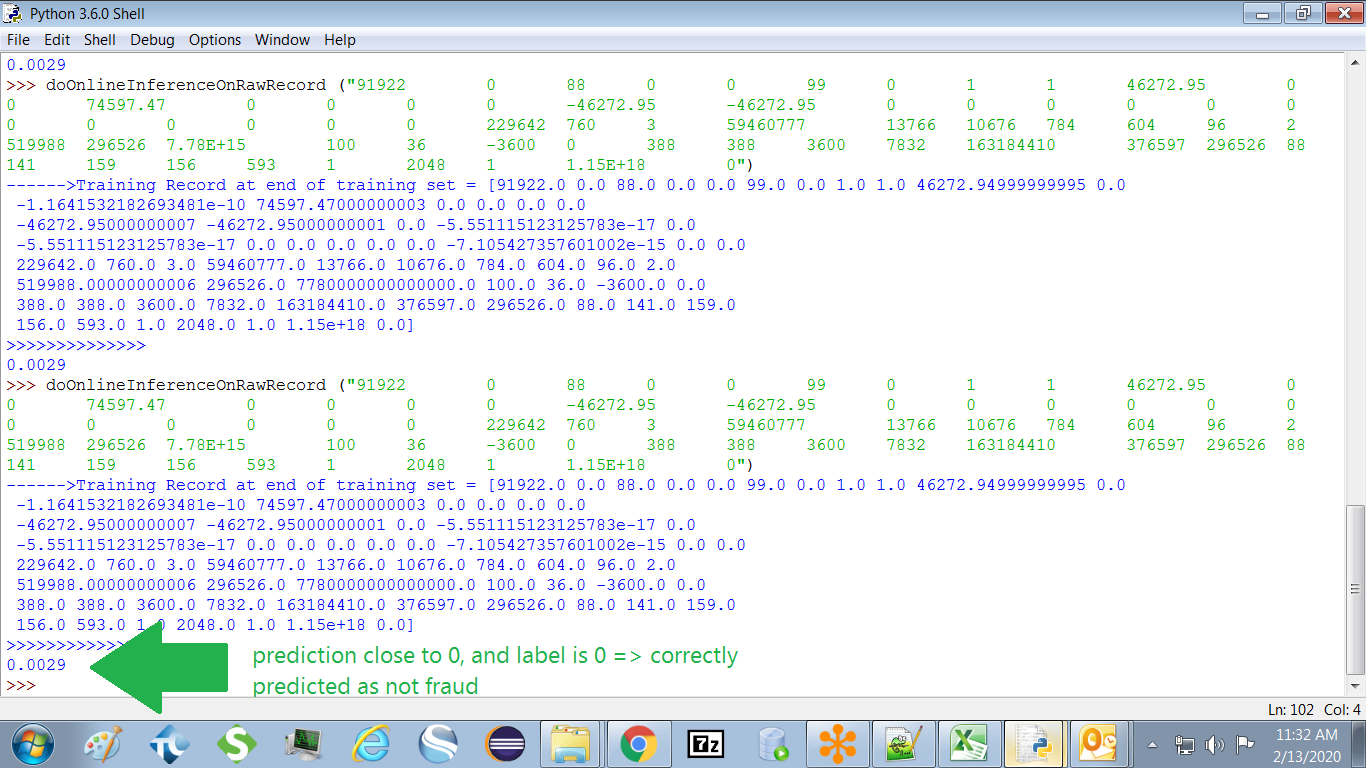 Python 3.6.0 Shell
File Edit Shell Debug Options Window Help
0.0029
>>> doOnlineInferenceOnRawRecord ("91922 0 88 0 0 99 0 1 1 46272.95 0
0 74597.47 0 0 0 0 -46272.95 -46272.95 0 0 0 0 0 0
0 0 0 0 0 0 229642 760 3 59460777 13766 10676 784 604 96 2
519988 296526 7.78E+15 100 36 -3600 0 388 388 3600 7832 163184410 376597 296526 88
141 159 156 593 1 2048 1 1.15E+18 0")
------>Training Record at end of training set = [91922.0 0.0 88.0 0.0 0.0 99.0 0.0 1.0 1.0 46272.94999999995 0.0
-1.1641532182693481e-10 74597.47000000003 0.0 0.0 0.0 0.0
-46272.95000000007 -46272.95000000001 0.0 -5.551115123125783e-17 0.0
-5.551115123125783e-17 0.0 0.0 0.0 0.0 0.0 -7.105427357601002e-15 0.0 0.0
229642.0 760.0 3.0 59460777.0 13766.0 10676.0 784.0 604.0 96.0 2.0
519988.00000000006 296526.0 7780000000000000.0 100.0 36.0 -3600.0 0.0
388.0 388.0 3600.0 7832.0 163184410.0 376597.0 296526.0 88.0 141.0 159.0
156.0 593.0 1.0 2048.0 1.0 1.15e+18 0.0]
>>>>>>>>>>>>>>
0.0029
>>> doOnlineInferenceOnRawRecord ("91922 0 88 0 0 99 0 1 1 46272.95 0
0 74597.47 0 0 0 0 -46272.95 -46272.95 0 0 0 0 0 0
0 0 0 0 0 0 229642 760 3 59460777 13766 10676 784 604 96 2
519988 296526 7.78E+15 100 36 -3600 0 388 388 3600 7832 163184410 376597 296526 88
141 159 156 593 1 2048 1 1.15E+18 0")
------>Training Record at end of training set = [91922.0 0.0 88.0 0.0 0.0 99.0 0.0 1.0 1.0 46272.94999999995 0.0
-1.1641532182693481e-10 74597.47000000003 0.0 0.0 0.0 0.0
-46272.95000000007 -46272.95000000001 0.0 -5.551115123125783e-17 0.0
-5.551115123125783e-17 0.0 0.0 0.0 0.0 0.0 -7.105427357601002e-15 0.0 0.0
229642.0 760.0 3.0 59460777.0 13766.0 10676.0 784.0 604.0 96.0 2.0
519988.00000000006 296526.0 7780000000000000.0 100.0 36.0 -3600.0 0.0
388.0 388.0 3600.0 7832.0 163184410.0 376597.0 296526.0 88.0 141.0 159.0
156.0 593.0 1.0 2048.0 1.0 1.15e+18 0.0]
>>>>>>>>>>>>
0.0029
prediction close to 0, and label is 0 => correctly
predicted as not fraud
>>>
Ln: 102 Col: 4
7z
11:32 AM
2/13/2020